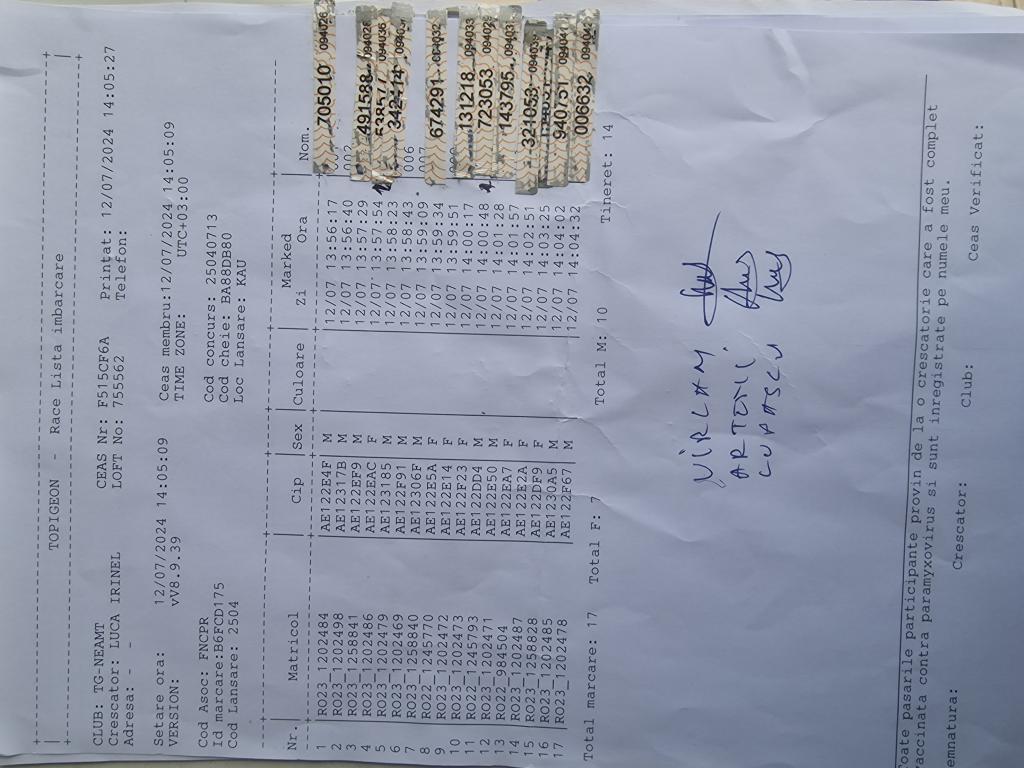 TOPIGEON - Race Lista imbarcare
CLUB: TG-NEAMT CEAS Nr: F515CF6A Printat: 12/07/2024 14:05:27
Crescator: LUCA IRINEL LOFT No: 755562 Telefon:
Adresa: - -
Setare ora: 12/07/2024 14:05:09 Ceas membru:12/07/2024 14:05:09
VERSION: vV8.9.39 TIME ZONE: UTC+03:00
Cod Asoc: FNCPR Cod concurs: 25040713
Id marcare:B6FCD175 Cod cheie: BA88DB80
Cod Lansare: 2504 Loc Lansare: KAU
Marked
Nr. Matricol Cip Sex Culoare Zi Ora Nom.
1 RO23_1202484 AE122E4F M 12/07 13:56:17 705010
2 RO23_1202498 AE12317B M 12/07 13:56:40 002
3 RO23_1258841 AE122EF9 M 12/07 13:57:29 491588
4 RO23_1202486 AE122EAC F 12/07 13:57:54
5 RO23_1202479 AE123185 M 12/07 13:58:23
6 RO23_1202469 AE122F91 M 12/07 13:58:43 006
7 RO23_1258840 AE12306F M 12/07 13:59:09 007
8 RO22_1245770 AE122E5A F 12/07 13:59:34 674291
9 RO23_1202472 AE122E14 F 12/07 13:59:51
10 RO23_1202473 AE122F23 F 12/07 14:00:17 131218 094033
11 RO22_1245793 AE122DD4 M 12/07 14:00:48 723053
12 RO23_1202471 AE122E50 M 12/07 14:01:28 143795
13 RO22_984504 AE122EA7 F 12/07 14:01:57
14 RO23_1202487 AE122E2A F 12/07 14:02:51 321053
15 RO23_1258828 AE122DF9 F 12/07 14:03:25
16 RO23_1202485 AE1230A5 M 12/07 14:04:02 940757
17 RO23_1202478 AE122F67 M 12/07 14:04:32 006632
Total marcare: 17 Total F: 7 Total M: 10 Tineret: 14
VIRLAN
ARTENIE
LUPASCU
Toate pasarile participante provin de la o crescatorie care a fost complet
vaccinata contra paramyxovirus si sunt inregistrate pe numele meu.
emnatura: Crescator: Club: Ceas Verificat: